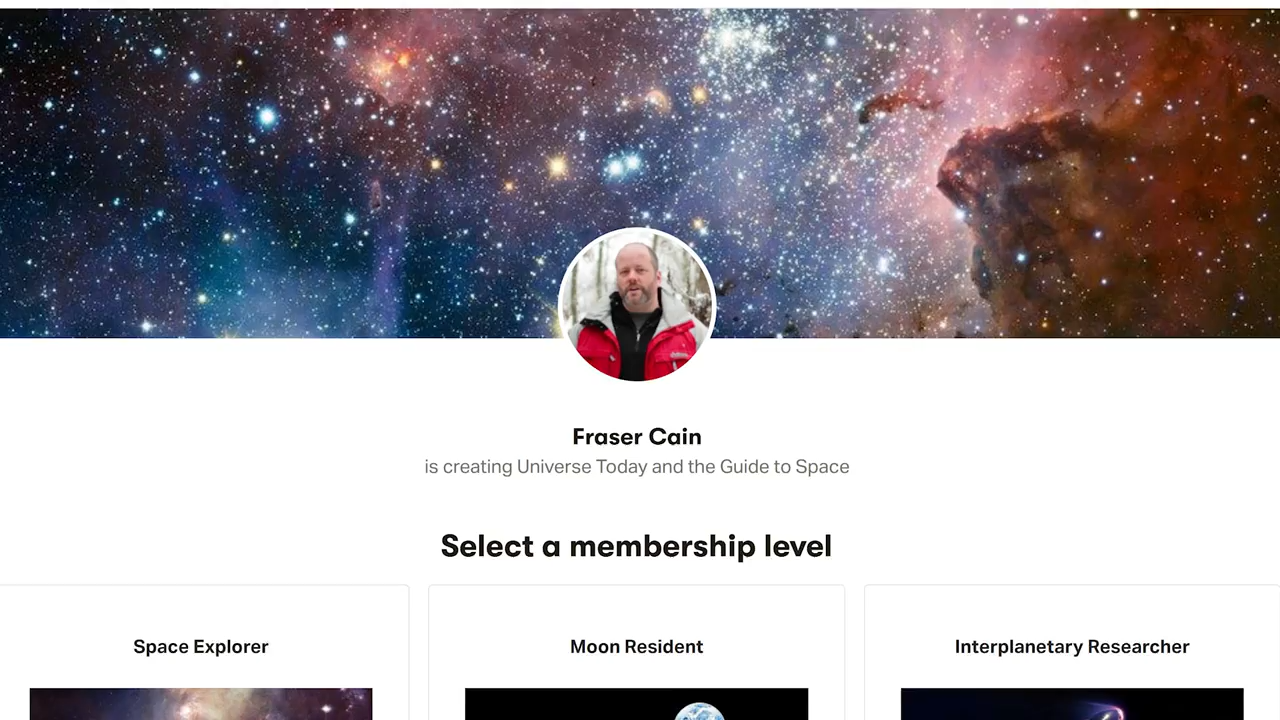 Fraser Cain
is creating Universe Today and the Guide to Space
Select a membership level
Space Explorer
Moon Resident
Interplanetary Researcher